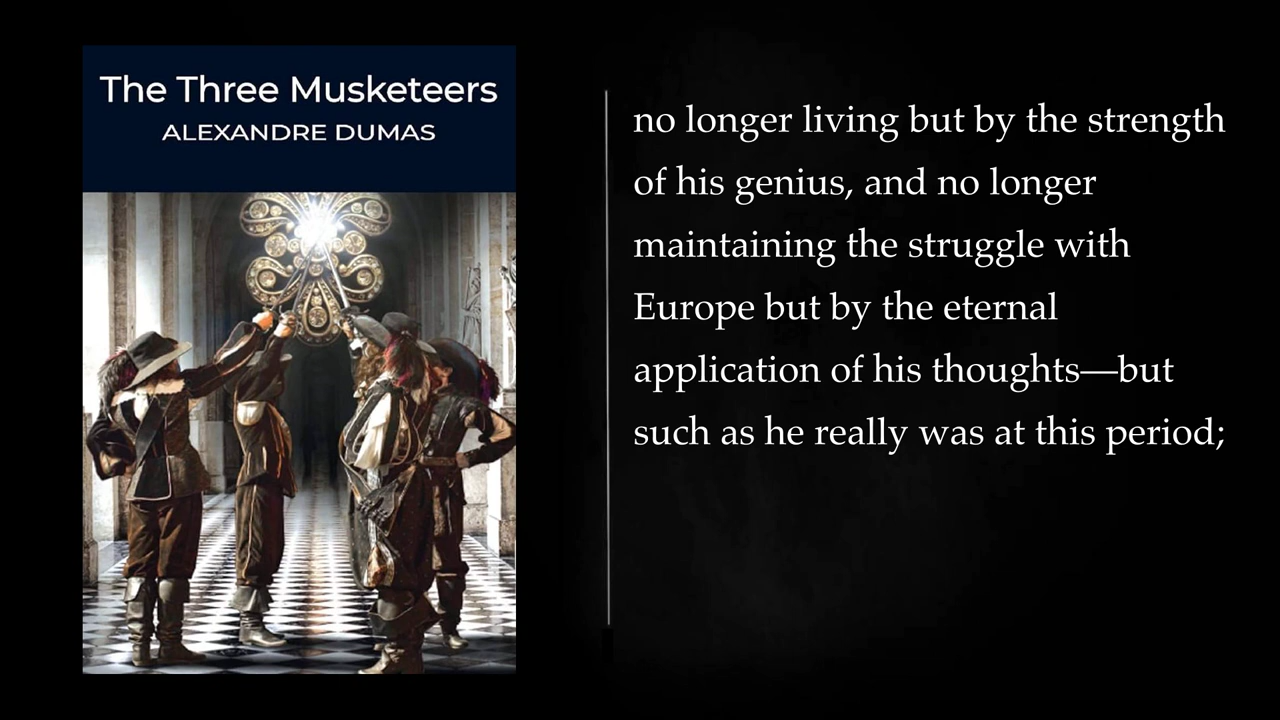 The Three Musketeers
ALEXANDRE DUMAS
no longer living but by the strength
of his genius, and no longer
maintaining the struggle with
Europe but by the eternal
application of his thoughts—but
such as he really was at this period;